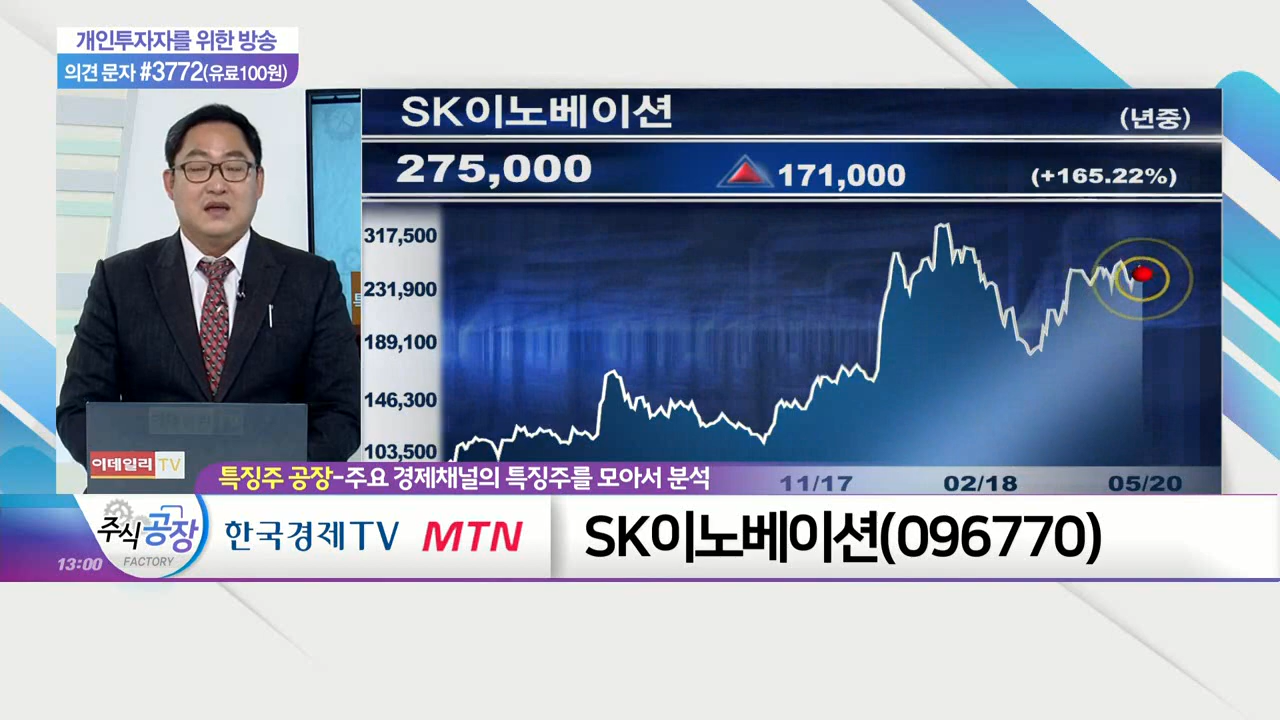 개인투자자를 위한 방송
의견 문자 #3772(유료100원)
SK이노베이션
(년중)
275,000
171,000
(+165.22%)
317,500
231,900
189,100
146,300
103,500
11/17
02/18
05/20
이데일리 TV
특징주 공장-주요 경제채널의 특징주를 모아서 분석
주식공장
FACTORY
13:00
한국경제TV
MTN
SK이노베이션(096770)